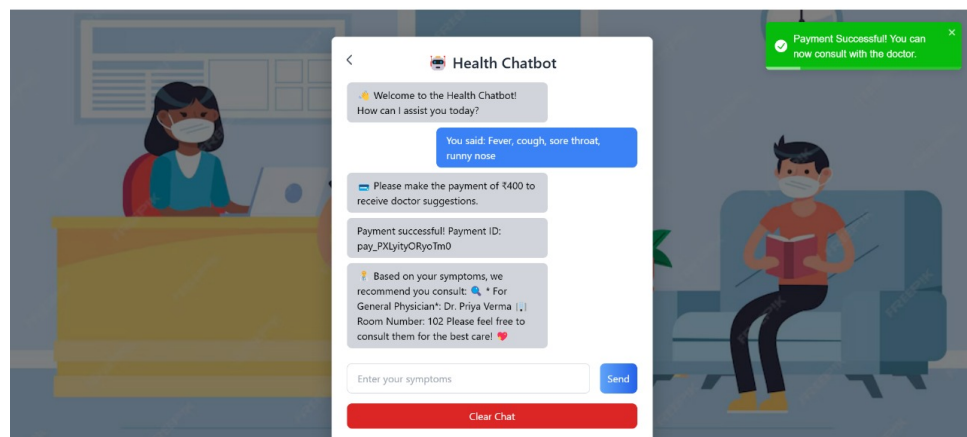 Payment Successful! You can
now consult with the doctor.
Health Chatbot
Welcome to the Health Chatbot!
How can I assist you today?
You said: Fever, cough, sore throat,
runny nose
Please make the payment of ₹400 to
receive doctor suggestions.
Payment successful! Payment ID:
pay_PXLyityORyoTm0
Based on your symptoms, we
recommend you consult: 🔍 * For
General Physician*: Dr. Priya Verma
Room Number: 102 Please feel free to
consult them for the best care! 💖
Enter your symptoms
Send
Clear Chat